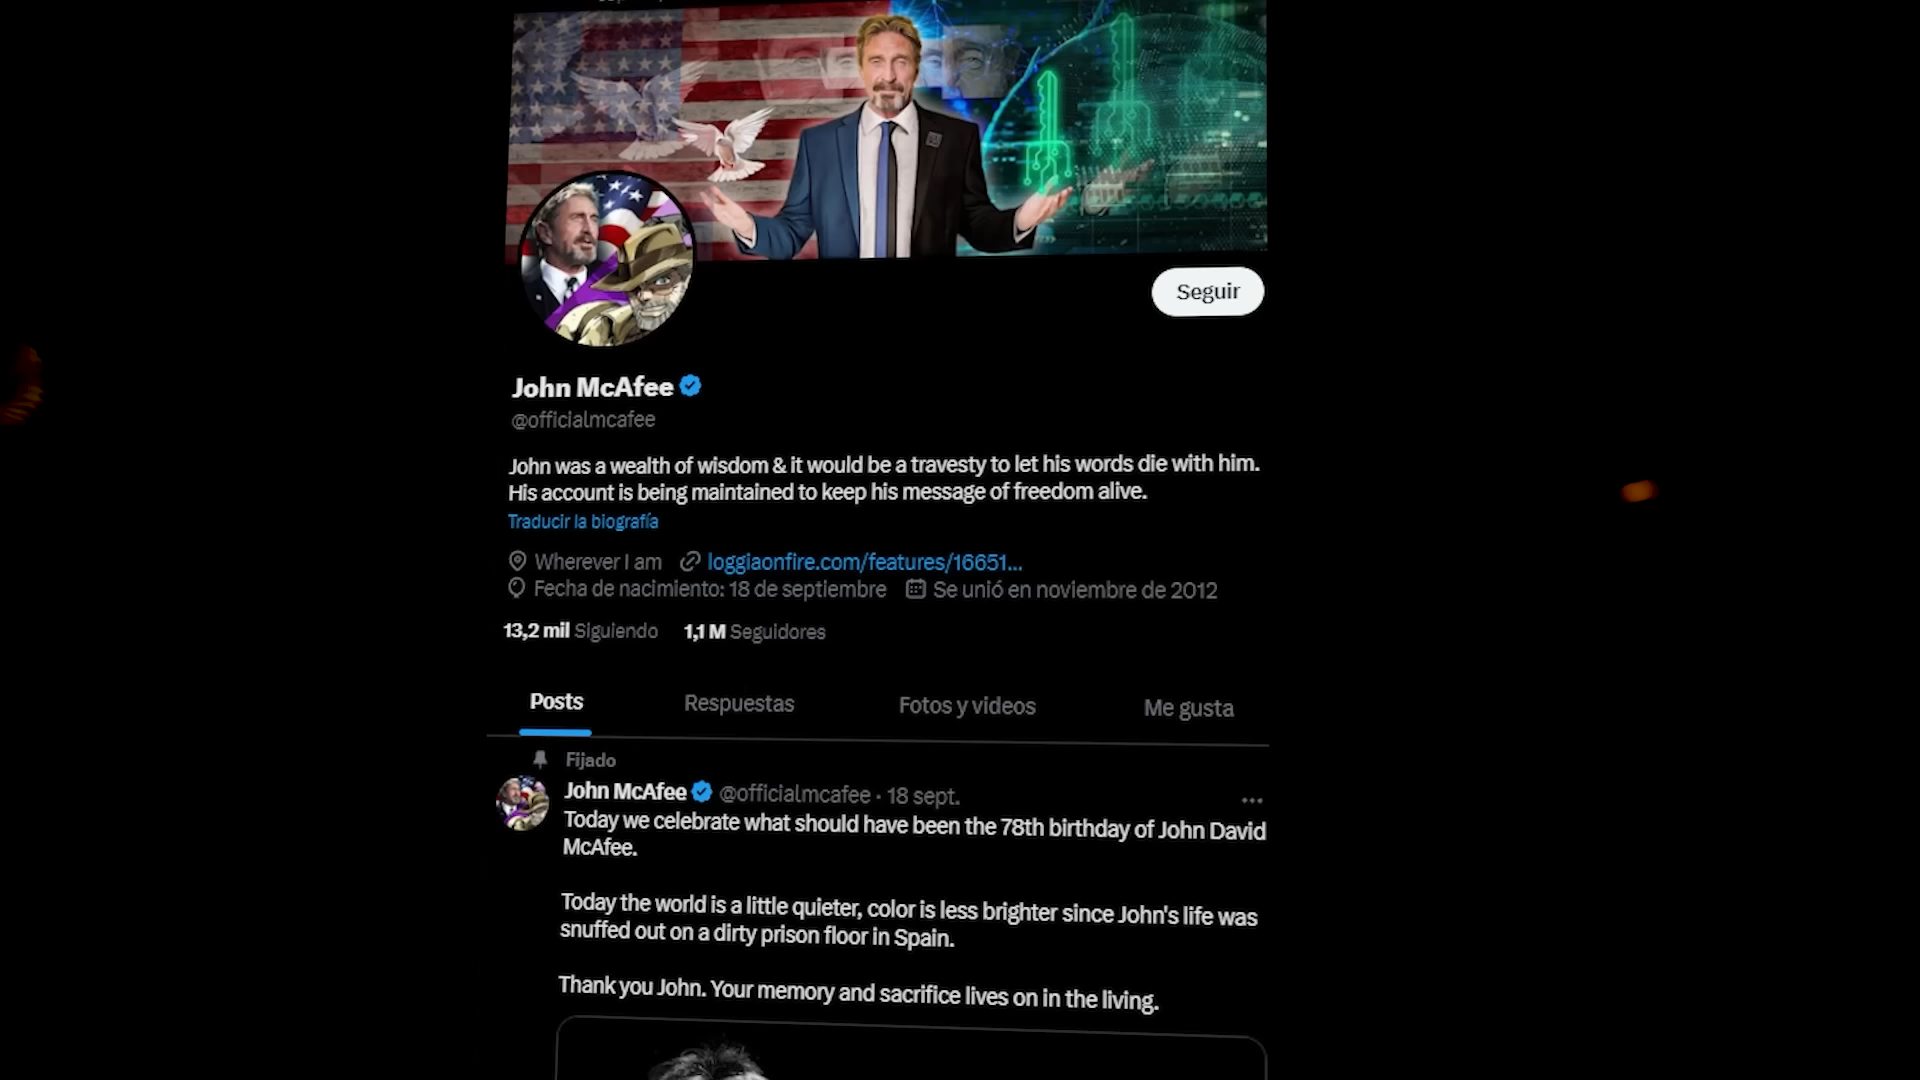 Seguir
John McAfee
@officialmcafee
John was a wealth of wisdom & it would be a travesty to let his words die with him.
His account is being maintained to keep his message of freedom alive.
Traducir la biografía
Wherever I am loggiaonfire.com/features/16651...
Fecha de nacimiento: 18 de septiembre Se unió en noviembre de 2012
13,2 mil Siguiendo 1,1 M Seguidores
Posts Respuestas Fotos y videos Me gusta
Fijado
John McAfee @officialmcafee · 18 sept.
Today we celebrate what should have been the 78th birthday of John David
McAfee.
Today the world is a little quieter, color is less brighter since John's life was
snuffed out on a dirty prison floor in Spain.
Thank you John. Your memory and sacrifice lives on in the living.